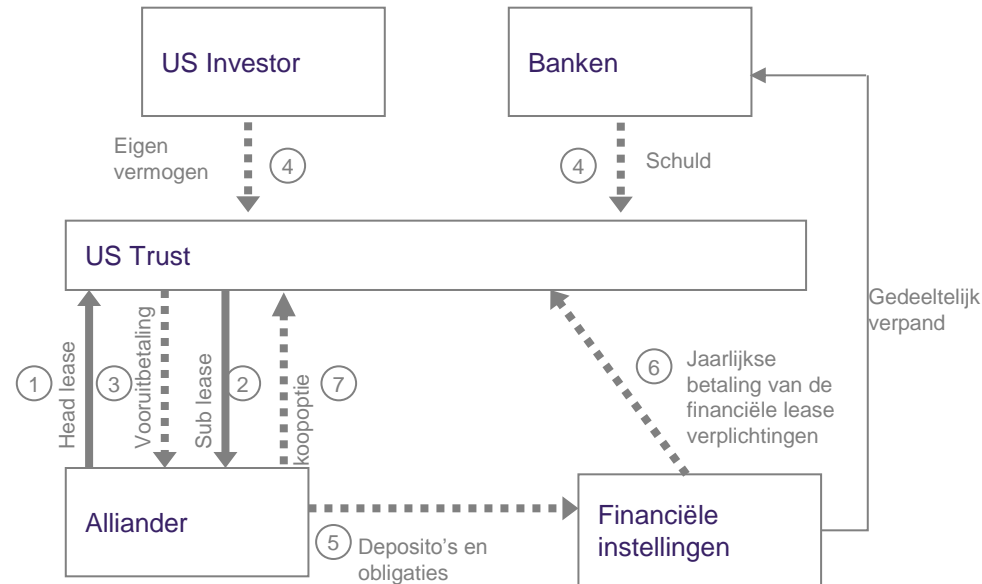 US Investor
Banken
Eigen
vermogen
4
4
Schuld
US Trust
Gedeeltelijk
verpand
1
Head lease
3
Vooruitbetaling
Sub lease
2
koopoptie
7
6
Jaarlijkse
betaling van de
financiële lease
verplichtingen
Alliander
Financiële
instellingen
5
Deposito's en
obligaties